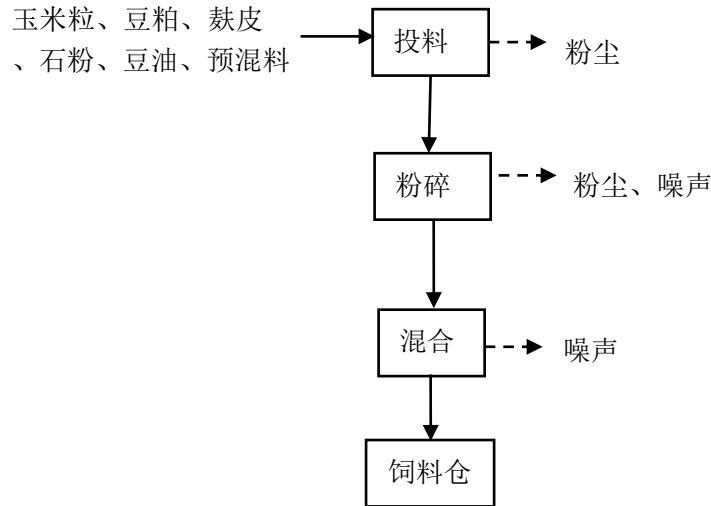 玉米粒、豆粕、麸皮
、石粉、豆油、预混料
投料
粉尘
粉碎
粉尘、噪声
混合
噪声
饲料仓